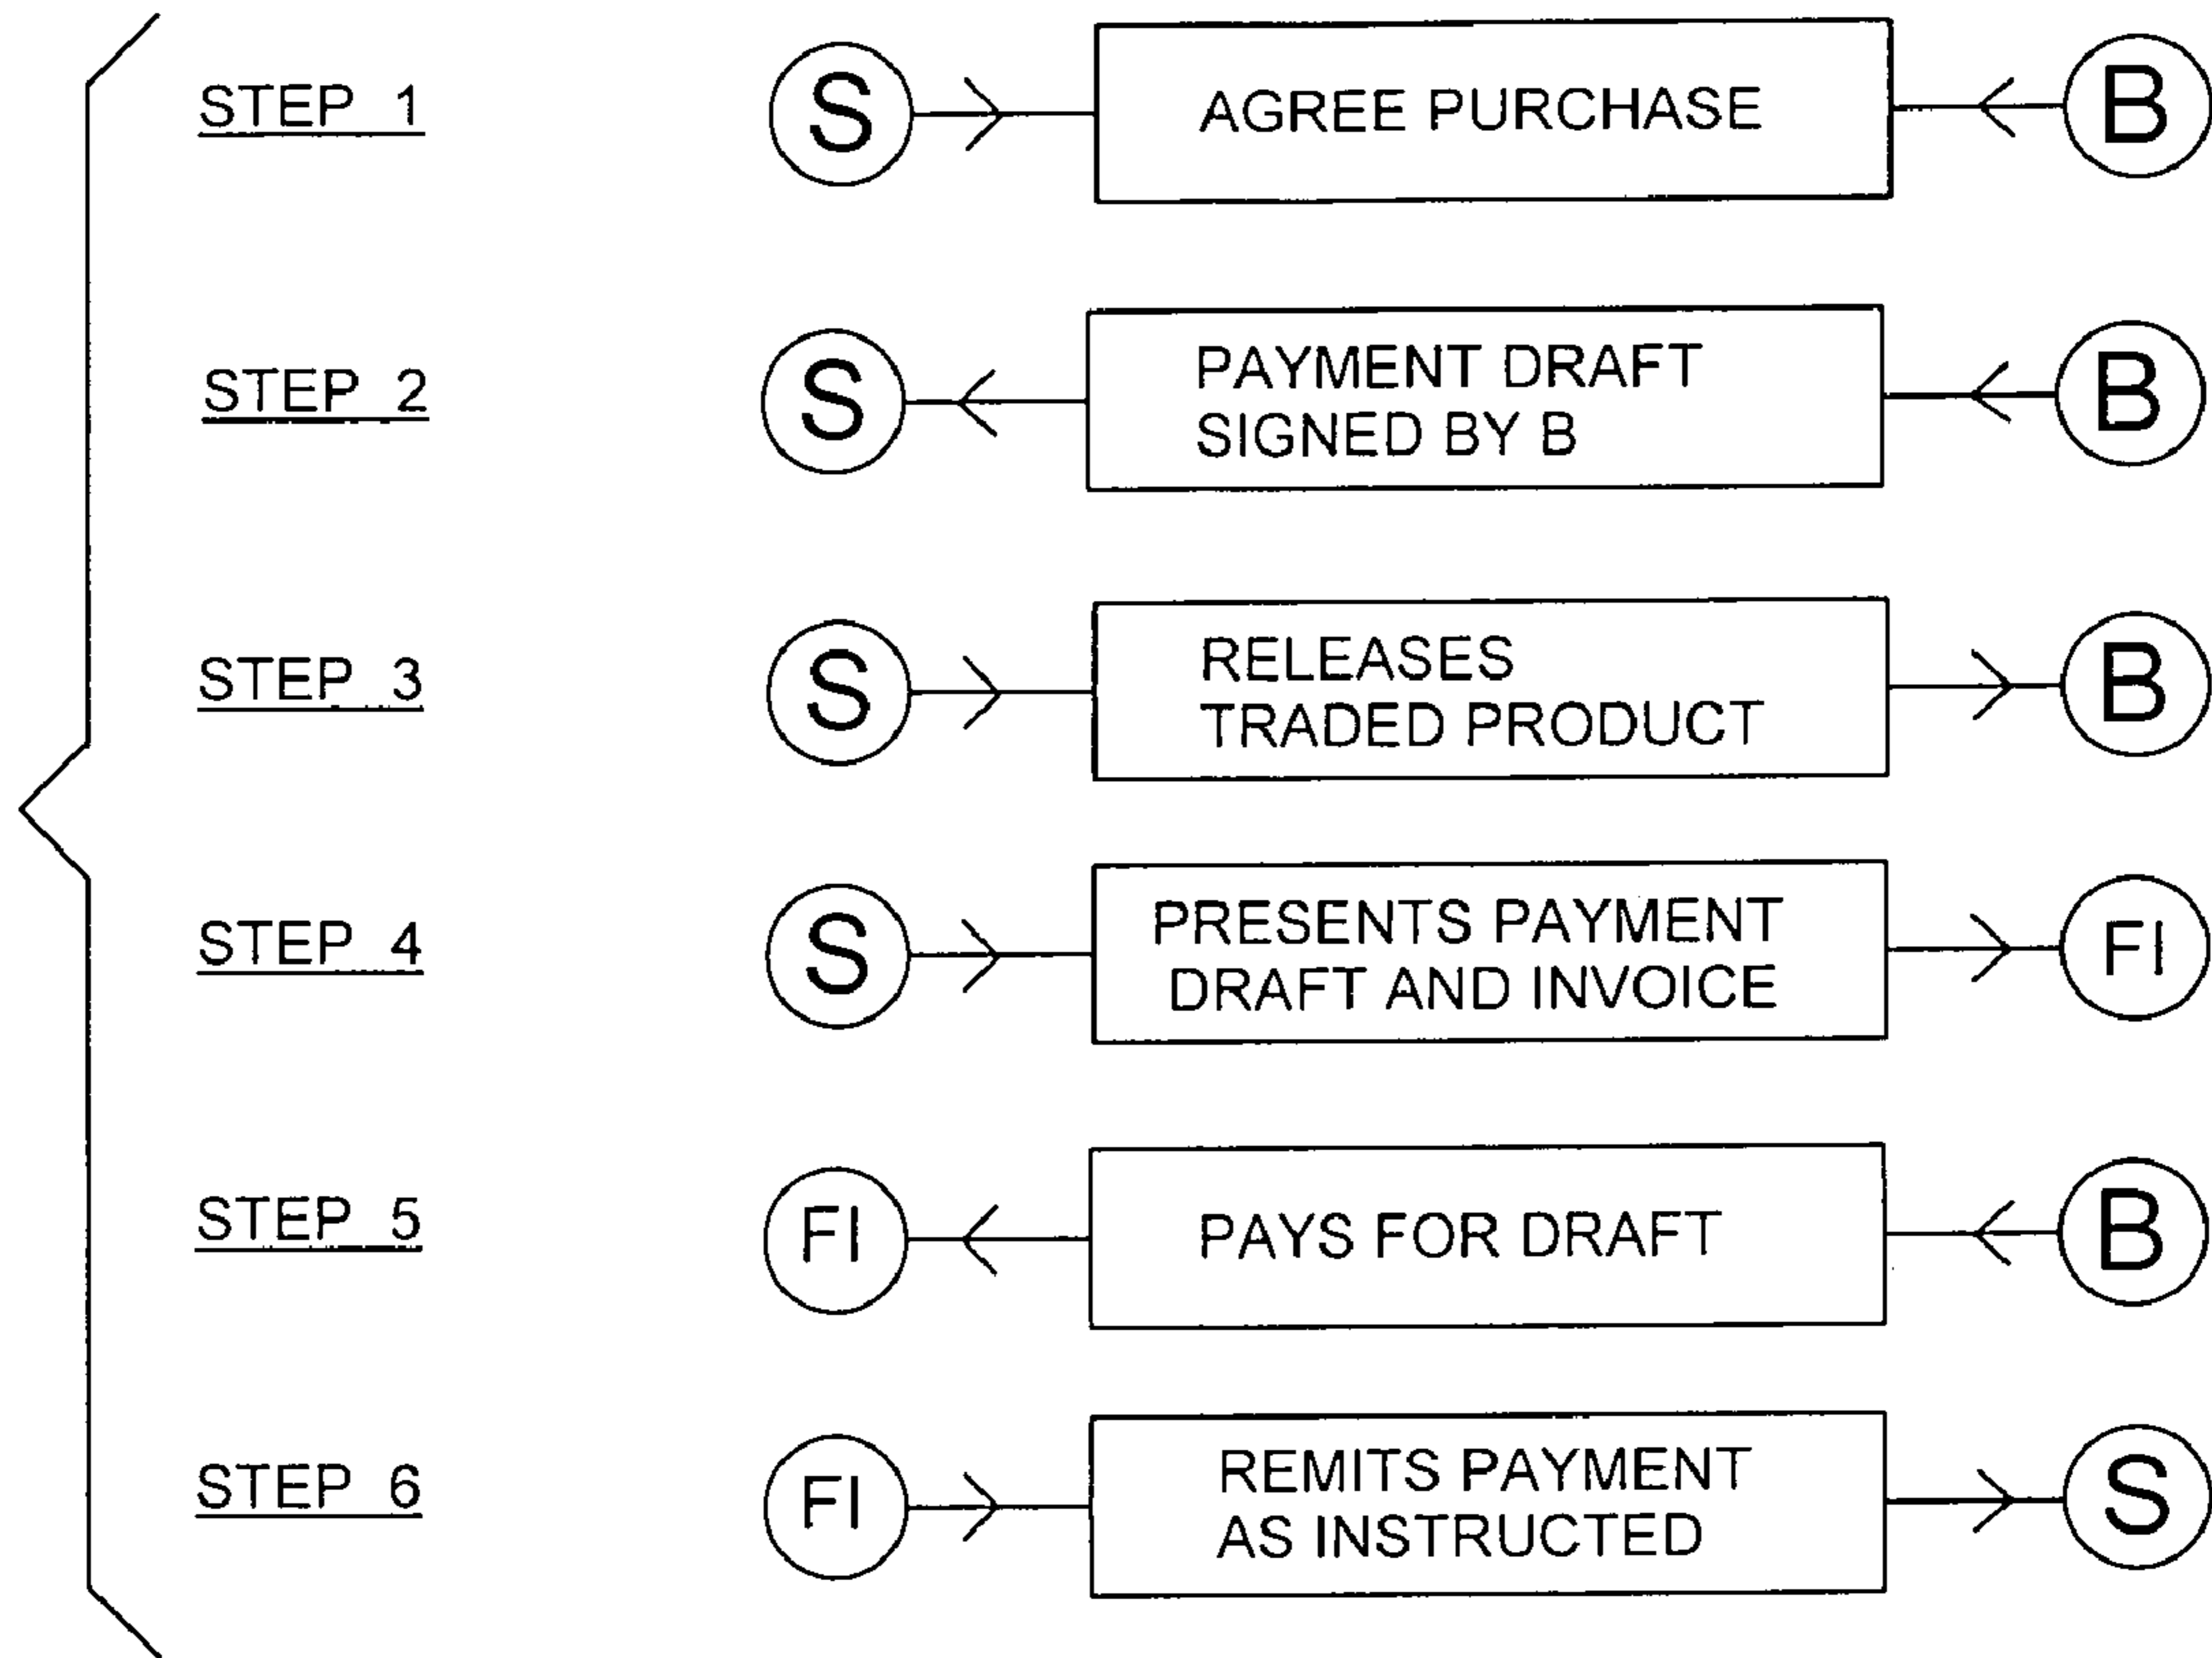 STEP 1
S
AGREE PURCHASE
B
STEP 2
S
PAYMENT DRAFT
SIGNED BY B
B
STEP 3
S
RELEASES
TRADED PRODUCT
B
STEP 4
S
PRESENTS PAYMENT
DRAFT AND INVOICE
FI
STEP 5
FI
PAYS FOR DRAFT
B
STEP 6
FI
REMITS PAYMENT
AS INSTRUCTED
S